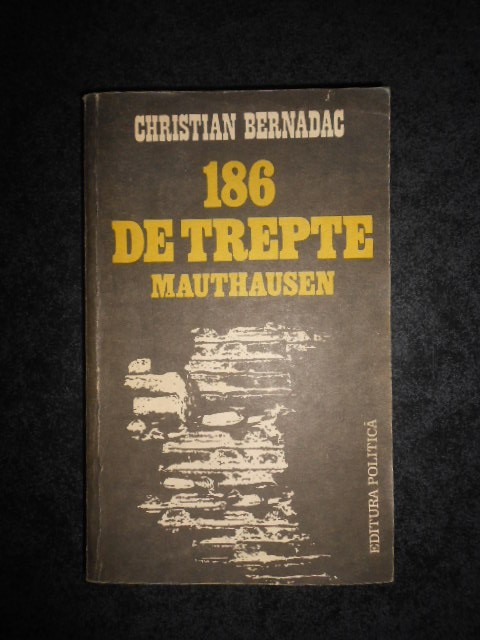 CHRISTIAN BERNADAC
186
DE TREPTE
MAUTHAUSEN
EDITURA POLITICĂ